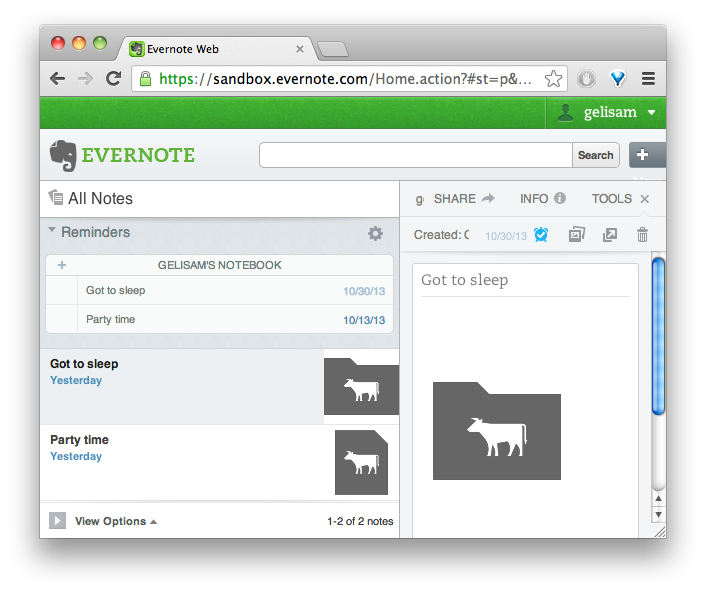 Evernote Web
https://sandbox.evernote.com/Home.action?#st=p&...
gelisam
EVERNOTE
Search
All Notes
SHARE
INFO
TOOLS
Reminders
Created:
10/30/13
GELISAM'S NOTEBOOK
Got to sleep
10/30/13
Party time
10/13/13
Got to sleep
Yesterday
Party time
Yesterday
View Options
1-2 of 2 notes
Got to sleep